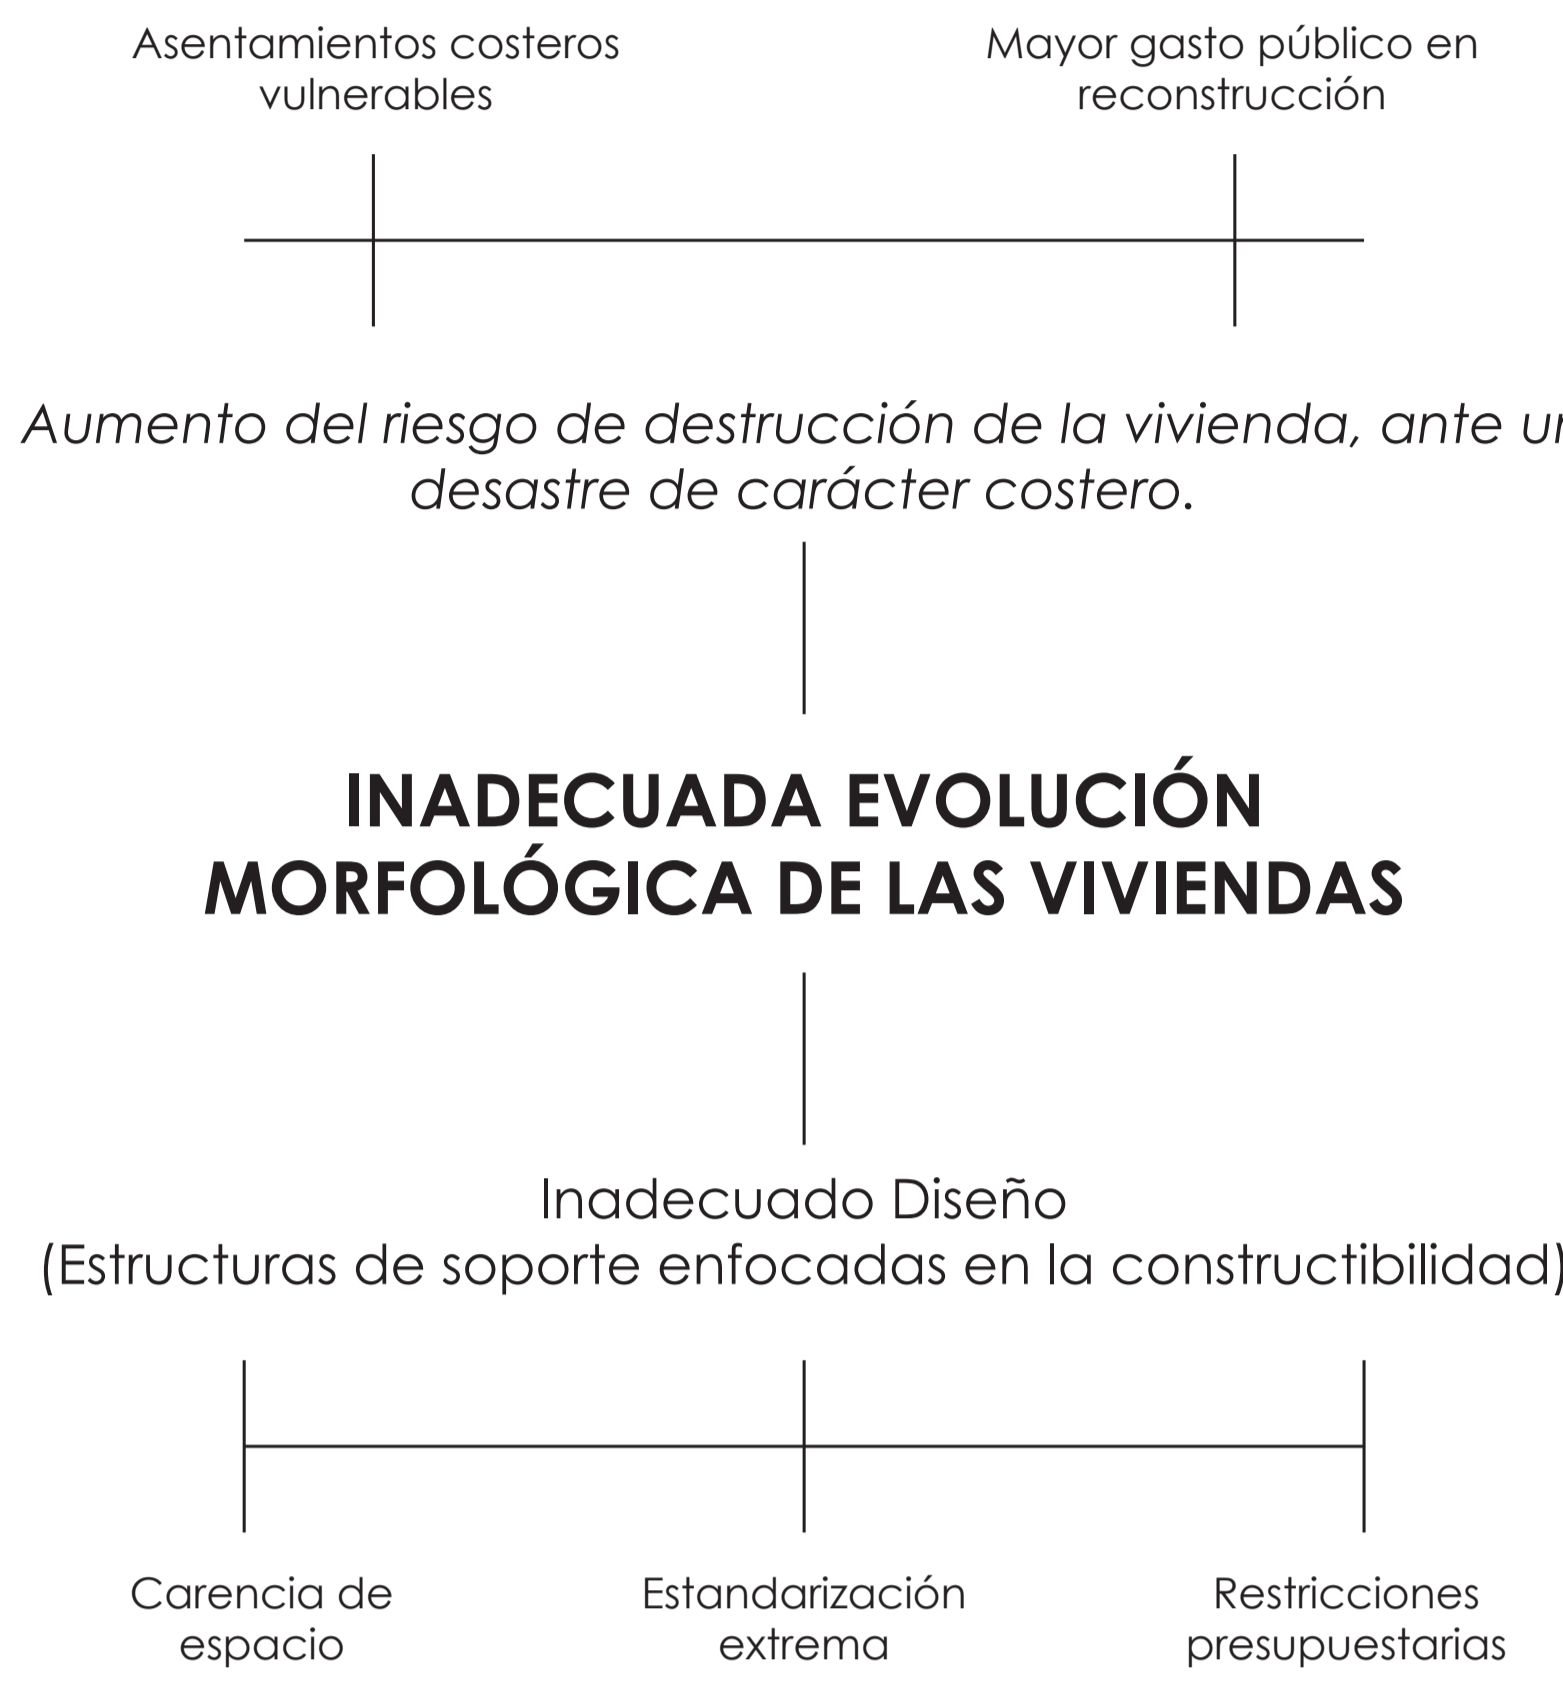 Asentamientos costeros
vulnerables
Mayor gasto público en
reconstrucción
Aumento del riesgo de destrucción de la vivienda, ante
desastre de carácter costero.
INADECUADA EVOLUCIÓN
MORFOLÓGICA DE LAS VIVIENDAS
Inadecuado Diseño
(Estructuras de soporte enfocadas en la constructibilidad)
Carencia de
espacio
Estandarización
extrema
Restricciones
presupuestarias